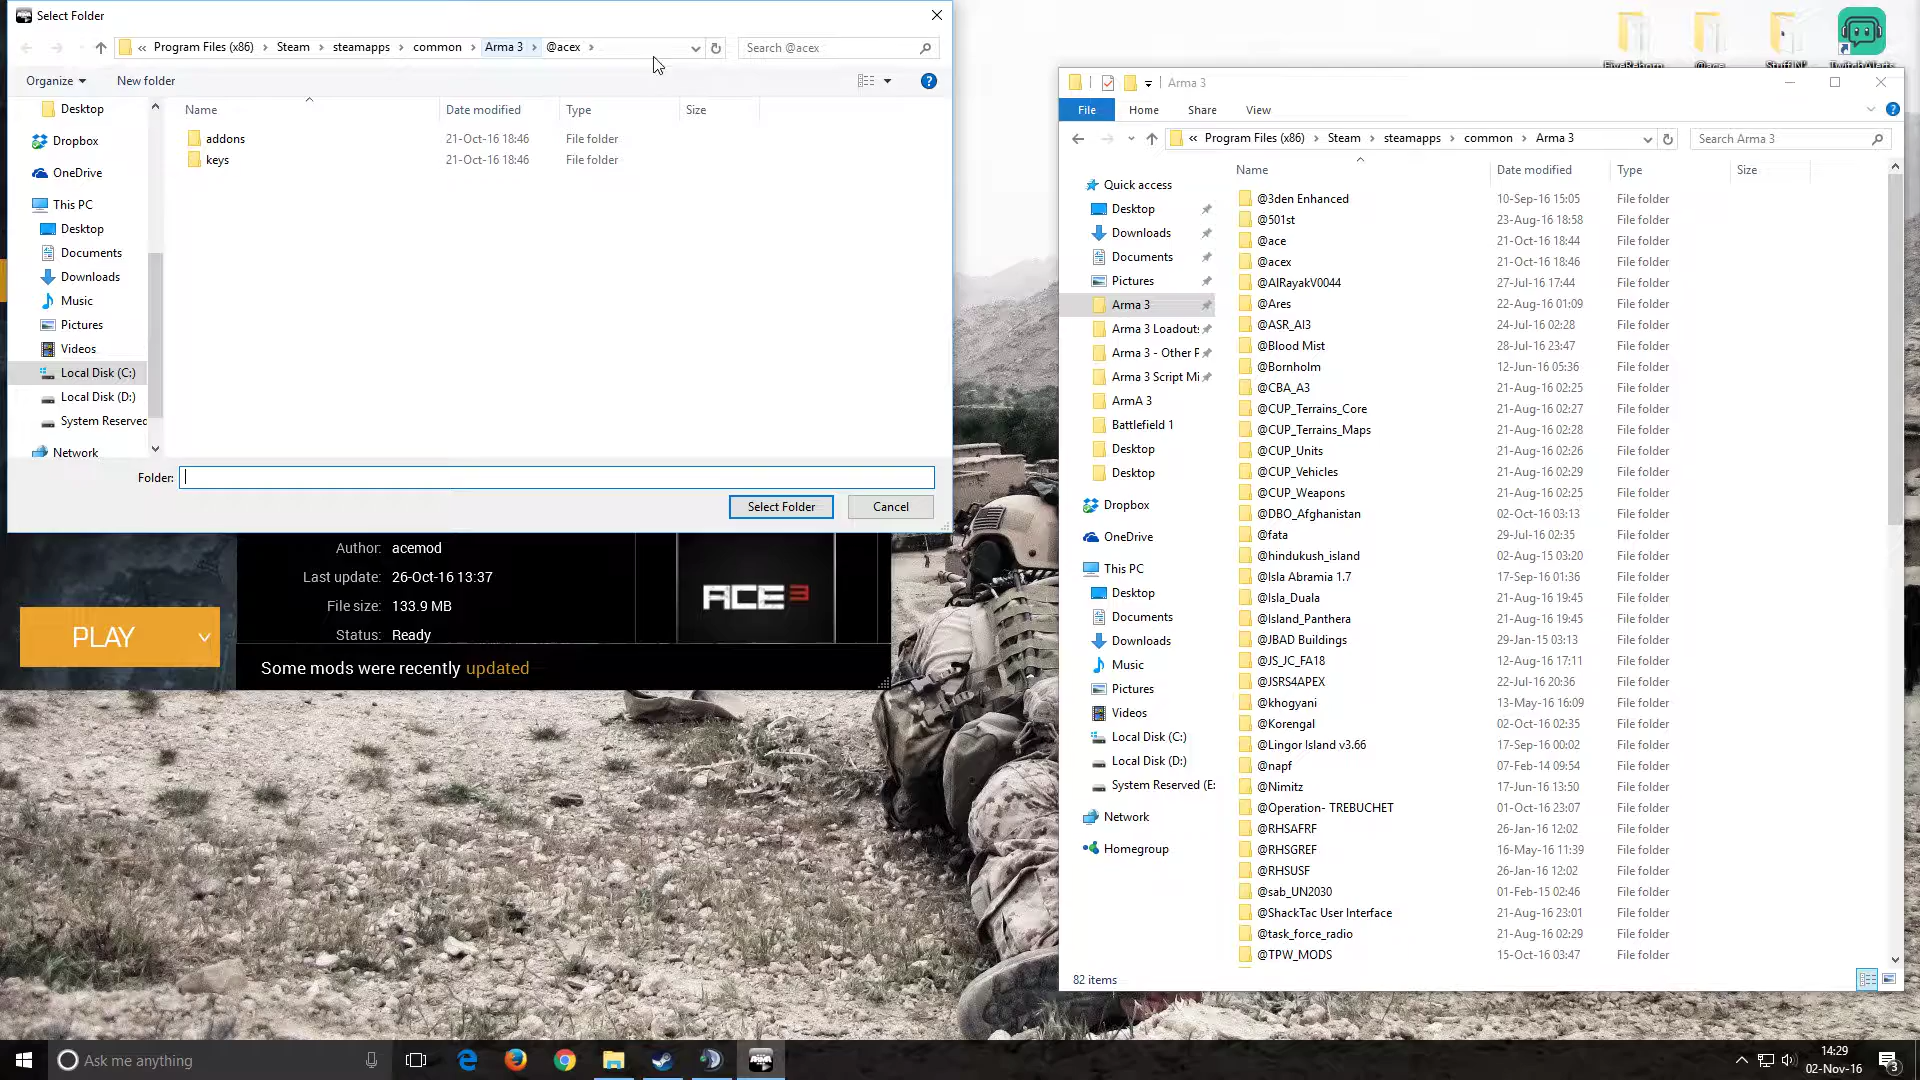 Select Folder
« Program Files (x86) > Steam > steamapps > common > Arma 3 > @acex >
Search @acex
Organize
New folder
Name
Date modified
Type
Size
Desktop
Dropbox
OneDrive
This PC
Desktop
Documents
Downloads
Music
Pictures
Videos
Local Disk (C:)
Local Disk (D:)
System Reserved
Network
addons 21-Oct-16 18:46 File folder
keys 21-Oct-16 18:46 File folder
Folder:
Select Folder
Cancel
Author: acemod
Last update: 26-Oct-16 13:37
File size: 133.9 MB
Status: Ready
ACE3
PLAY
Some mods were recently updated
Arma 3
File
Home
Share
View
« Program Files (x86) > Steam > steamapps > common > Arma 3
Search Arma 3
Name
Date modified
Type
Size
Quick access
Desktop
Downloads
Documents
Pictures
Arma 3
Arma 3 Loadout
Arma 3 - Other P
Arma 3 Script Mi
ArmA 3
Battlefield 1
Desktop
Desktop
Dropbox
OneDrive
This PC
Desktop
Documents
Downloads
Music
Pictures
Videos
Local Disk (C:)
Local Disk (D:)
System Reserved (E:
Network
Homegroup
@3den Enhanced 10-Sep-16 15:05 File folder
@501st 23-Aug-16 18:58 File folder
@ace 21-Oct-16 18:44 File folder
@acex 21-Oct-16 18:46 File folder
@AIRayakV0044 27-Jul-16 17:44 File folder
@Ares 22-Aug-16 01:09 File folder
@ASR_AI3 24-Jul-16 02:28 File folder
@Blood Mist 28-Jul-16 23:47 File folder
@Bornholm 12-Jun-16 05:36 File folder
@CBA_A3 21-Aug-16 02:25 File folder
@CUP_Terrains_Core 21-Aug-16 02:27 File folder
@CUP_Terrains_Maps 21-Aug-16 02:28 File folder
@CUP_Units 21-Aug-16 02:26 File folder
@CUP_Vehicles 21-Aug-16 02:29 File folder
@CUP_Weapons 21-Aug-16 02:25 File folder
@DBO_Afghanistan 02-Oct-16 03:13 File folder
@fata 29-Jul-16 02:35 File folder
@hindukush_island 02-Aug-15 03:20 File folder
@Isla Abramia 1.7 17-Sep-16 01:36 File folder
@Isla_Duala 21-Aug-16 19:45 File folder
@Island_Panthera 21-Aug-16 19:45 File folder
@JBAD Buildings 29-Jan-15 03:13 File folder
@JS_JC_FA18 12-Aug-16 17:11 File folder
@JSRS4APEX 22-Jul-16 20:36 File folder
@khogyani 13-May-16 16:09 File folder
@Korengal 02-Oct-16 02:35 File folder
@Lingor Island v3.66 17-Sep-16 00:02 File folder
@napf 07-Feb-14 09:54 File folder
@Nimitz 17-Jun-16 13:50 File folder
@Operation- TREBUCHET 01-Oct-16 23:07 File folder
@RHSAFRF 26-Jan-16 12:02 File folder
@RHSGREF 16-May-16 11:39 File folder
@RHSUSF 26-Jan-16 12:02 File folder
@sab_UN2030 01-Feb-15 02:46 File folder
@ShackTac User Interface 21-Aug-16 23:01 File folder
@task_force_radio 21-Aug-16 02:29 File folder
@TPW_MODS 15-Oct-16 03:47 File folder
82 items
Ask me anything
14:29
02-Nov-16
3